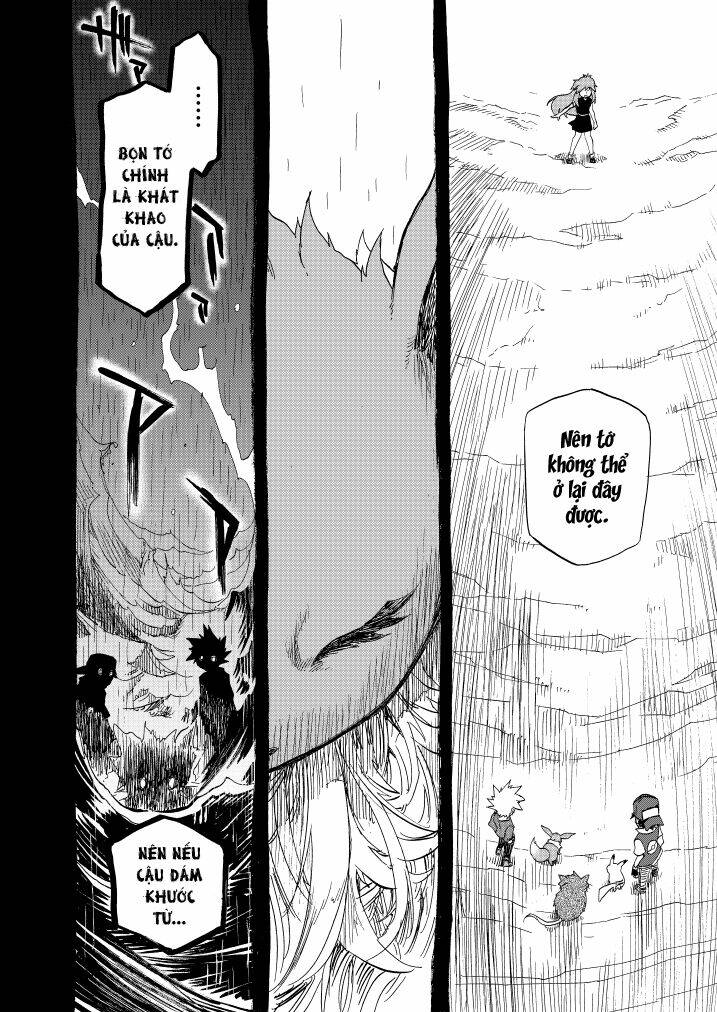 Nên tớ
không thể
ở lại đây
được.
......
BỌN TỚ
CHÍNH
LÀ KHÁT
KHAO
CỦA CẬU.
NÊN NẾU
CẬU DÁM
KHƯỚC
TỪ...